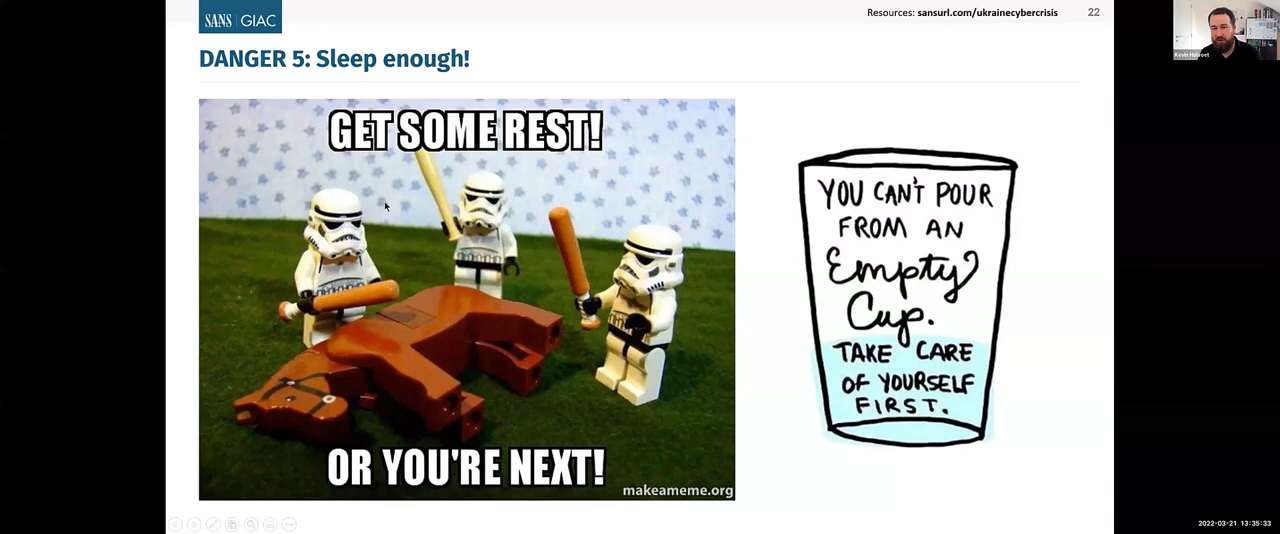 SANS GIAC
Resources: sansurl.com/ukrainecybercrisis
22
DANGER 5: Sleep enough!
GET SOME REST!
OR YOU'RE NEXT!
makeameme.org
YOU CAN'T POUR
FROM AN
Empty
Cup.
TAKE CARE
OF YOURSELF
FIRST.
Kevin Holvoet
2022-03-21 13:35:33